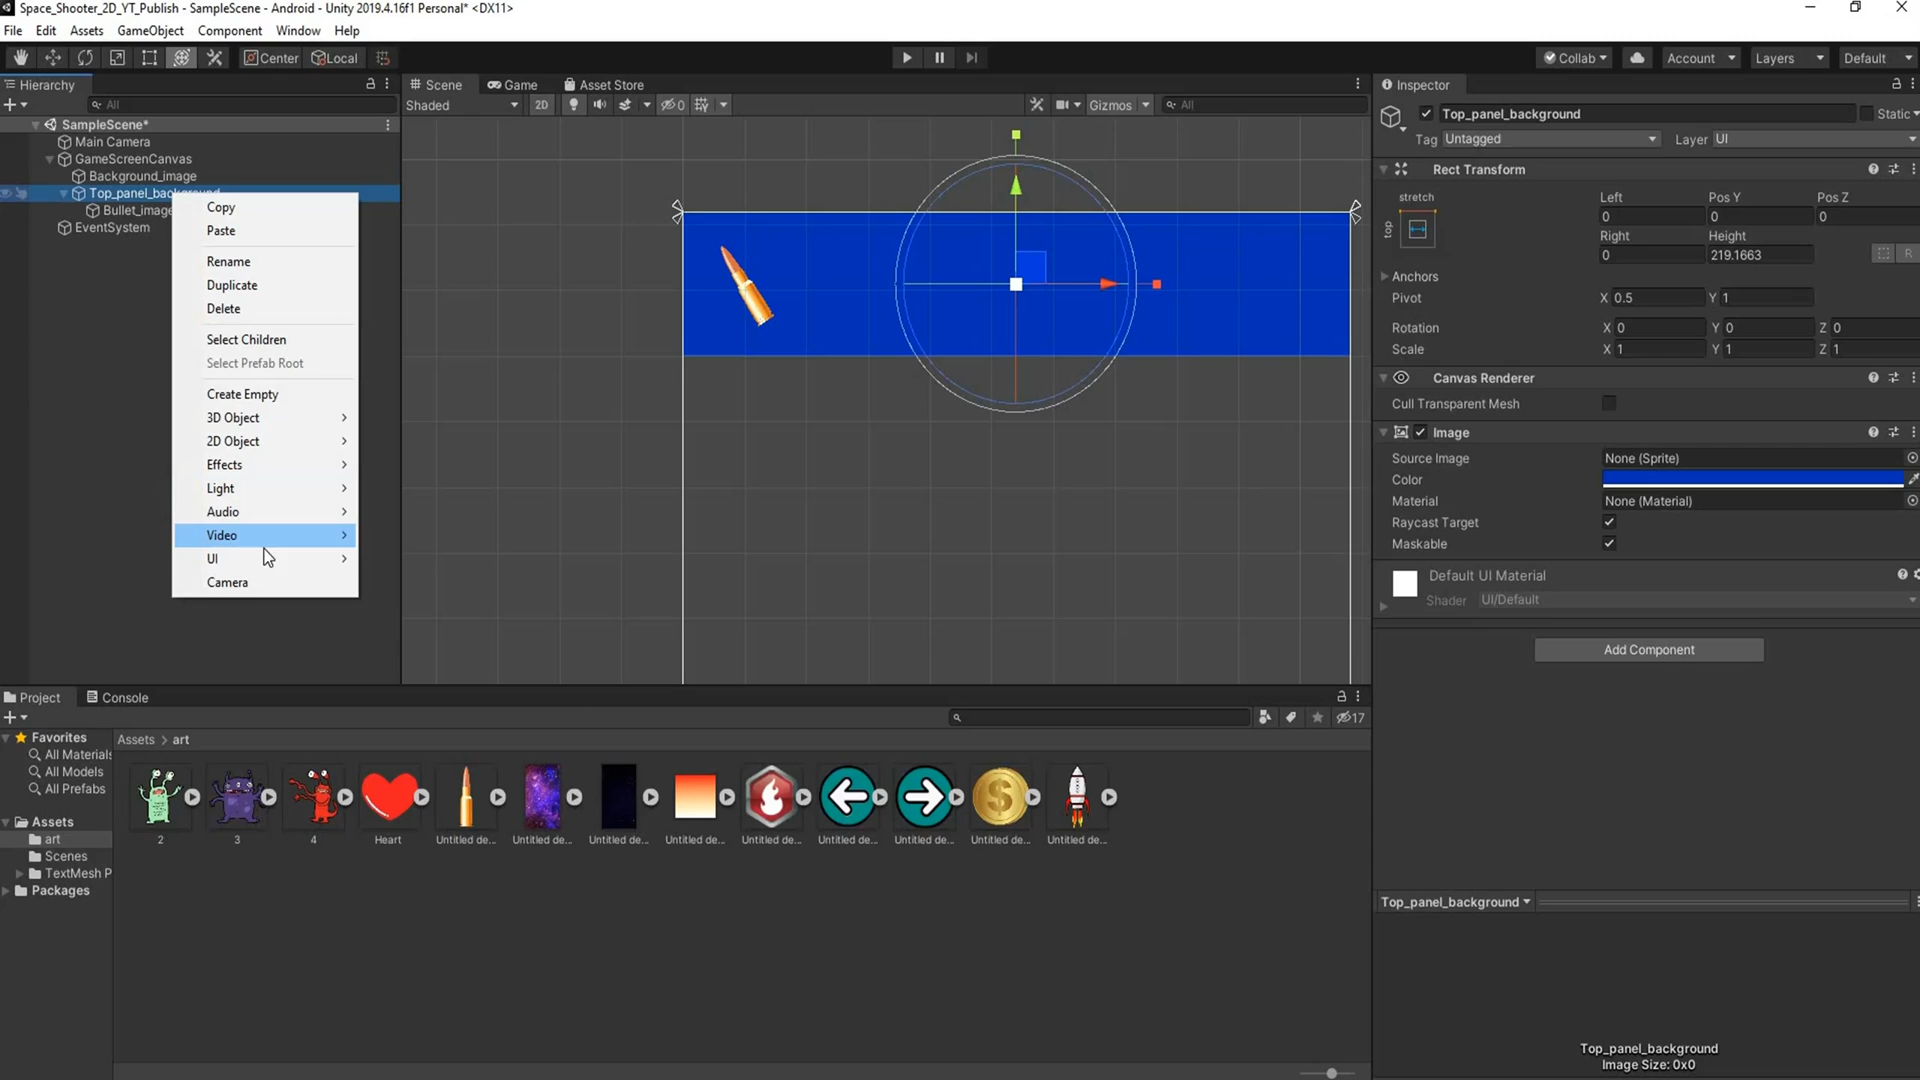 Space_Shooter_2D_YT_Publish - SampleScene - Android - Unity 2019.4.16f1 Personal* <DX11>
File Edit Assets GameObject Component Window Help
Center Local Collab Account Layers Default
Hierarchy
All
SampleScene*
Main Camera
GameScreenCanvas
Background_image
Top_panel_background
Bullet_image
EventSystem
Copy
Paste
Rename
Duplicate
Delete
Select Children
Select Prefab Root
Create Empty
3D Object
2D Object
Effects
Light
Audio
Video
UI
Camera
Scene Game Asset Store
Shaded 2D 0 Gizmos All
Inspector
Top_panel_background Static
Tag Untagged Layer UI
Rect Transform
stretch Left Pos Y Pos Z
top 0 0 0
Right Height
0 219.1663 R
Anchors
Pivot X 0.5 Y 1
Rotation X 0 Y 0 Z 0
Scale X 1 Y 1 Z 1
Canvas Renderer
Cull Transparent Mesh
Image
Source Image None (Sprite)
Color
Material None (Material)
Raycast Target
Maskable
Default UI Material
Shader UI/Default
Add Component
Project Console
17
Favorites
All Materials
All Models
All Prefabs
Assets
art
Scenes
TextMesh P
Packages
Assets > art
2 3 4 Heart Untitled de... Untitled de... Untitled de... Untitled de... Untitled de... Untitled de... Untitled de... Untitled de... Untitled de...
Top_panel_background
Top_panel_background
Image Size: 0x0